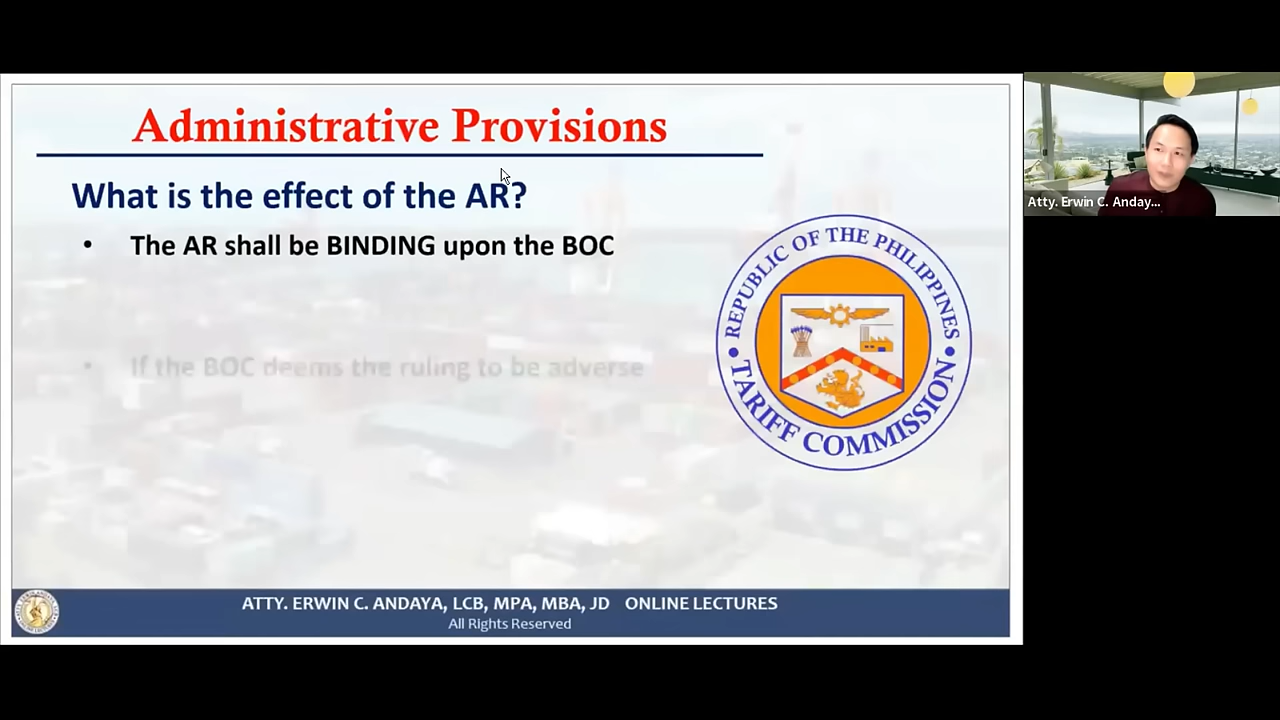 Administrative Provisions
What is the effect of the AR?
• The AR shall be BINDING upon the BOC
• If the BOC deems the ruling to be adverse
REPUBLIC OF THE PHILIPPINES
• TARIFF COMMISSION •
ATTY. ERWIN C. ANDAYA, LCB, MPA, MBA, JD ONLINE LECTURES
All Rights Reserved
Atty. Erwin C. Anday...